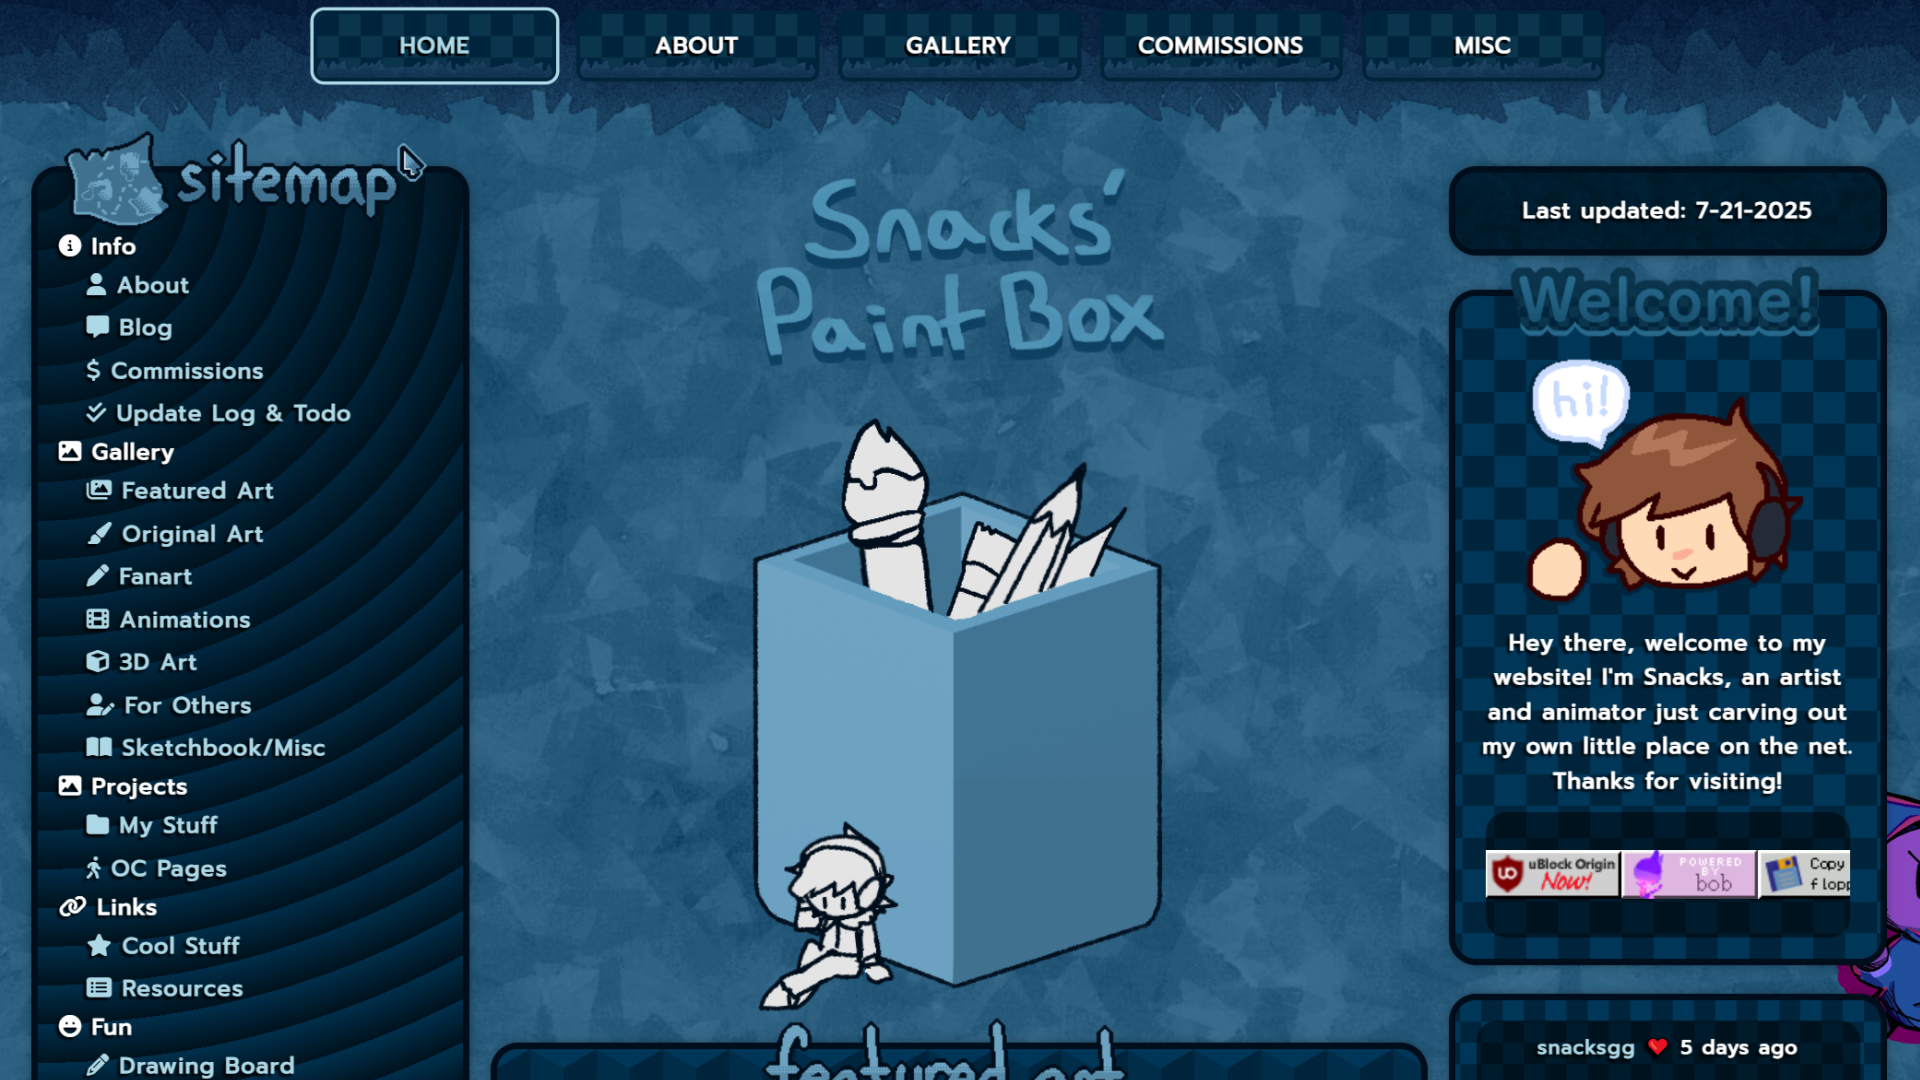 HOME
ABOUT
GALLERY
COMMISSIONS
MISC
sitemap
Info
About
Blog
Commissions
Update Log & Todo
Gallery
Featured Art
Original Art
Fanart
Animations
3D Art
For Others
Sketchbook/Misc
Projects
My Stuff
OC Pages
Links
Cool Stuff
Resources
Fun
Drawing Board
Snacks'
Paint Box
featured art
Last updated: 7-21-2025
Welcome!
hi!
Hey there, welcome to my
website! I'm Snacks, an artist
and animator just carving out
my own little place on the net.
Thanks for visiting!
uBlock Origin
Now!
POWERED
BY
bob
Copy
flopp
snacksgg ❤️ 5 days ago